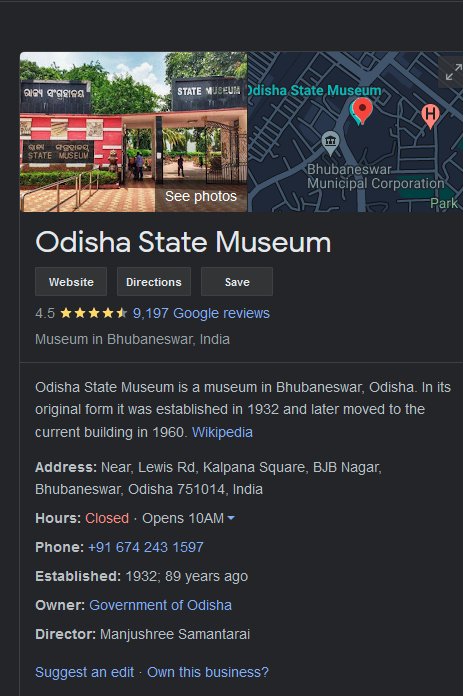 ରାଜ୍ୟ ସଂଗ୍ରହାଳୟ
STATE MUSEUM
STATE MUSEUM
See photos
Odisha State Museum
H
Bhubaneswar
Municipal Corporation
Park
Odisha State Museum
Website
Directions
Save
4.5 9,197 Google reviews
Museum in Bhubaneswar, India
Odisha State Museum is a museum in Bhubaneswar, Odisha. In its
original form it was established in 1932 and later moved to the
current building in 1960. Wikipedia
Address: Near, Lewis Rd, Kalpana Square, BJB Nagar,
Bhubaneswar, Odisha 751014, India
Hours: Closed · Opens 10AM
Phone: +91 674 243 1597
Established: 1932; 89 years ago
Owner: Government of Odisha
Director: Manjushree Samantarai
Suggest an edit · Own this business?